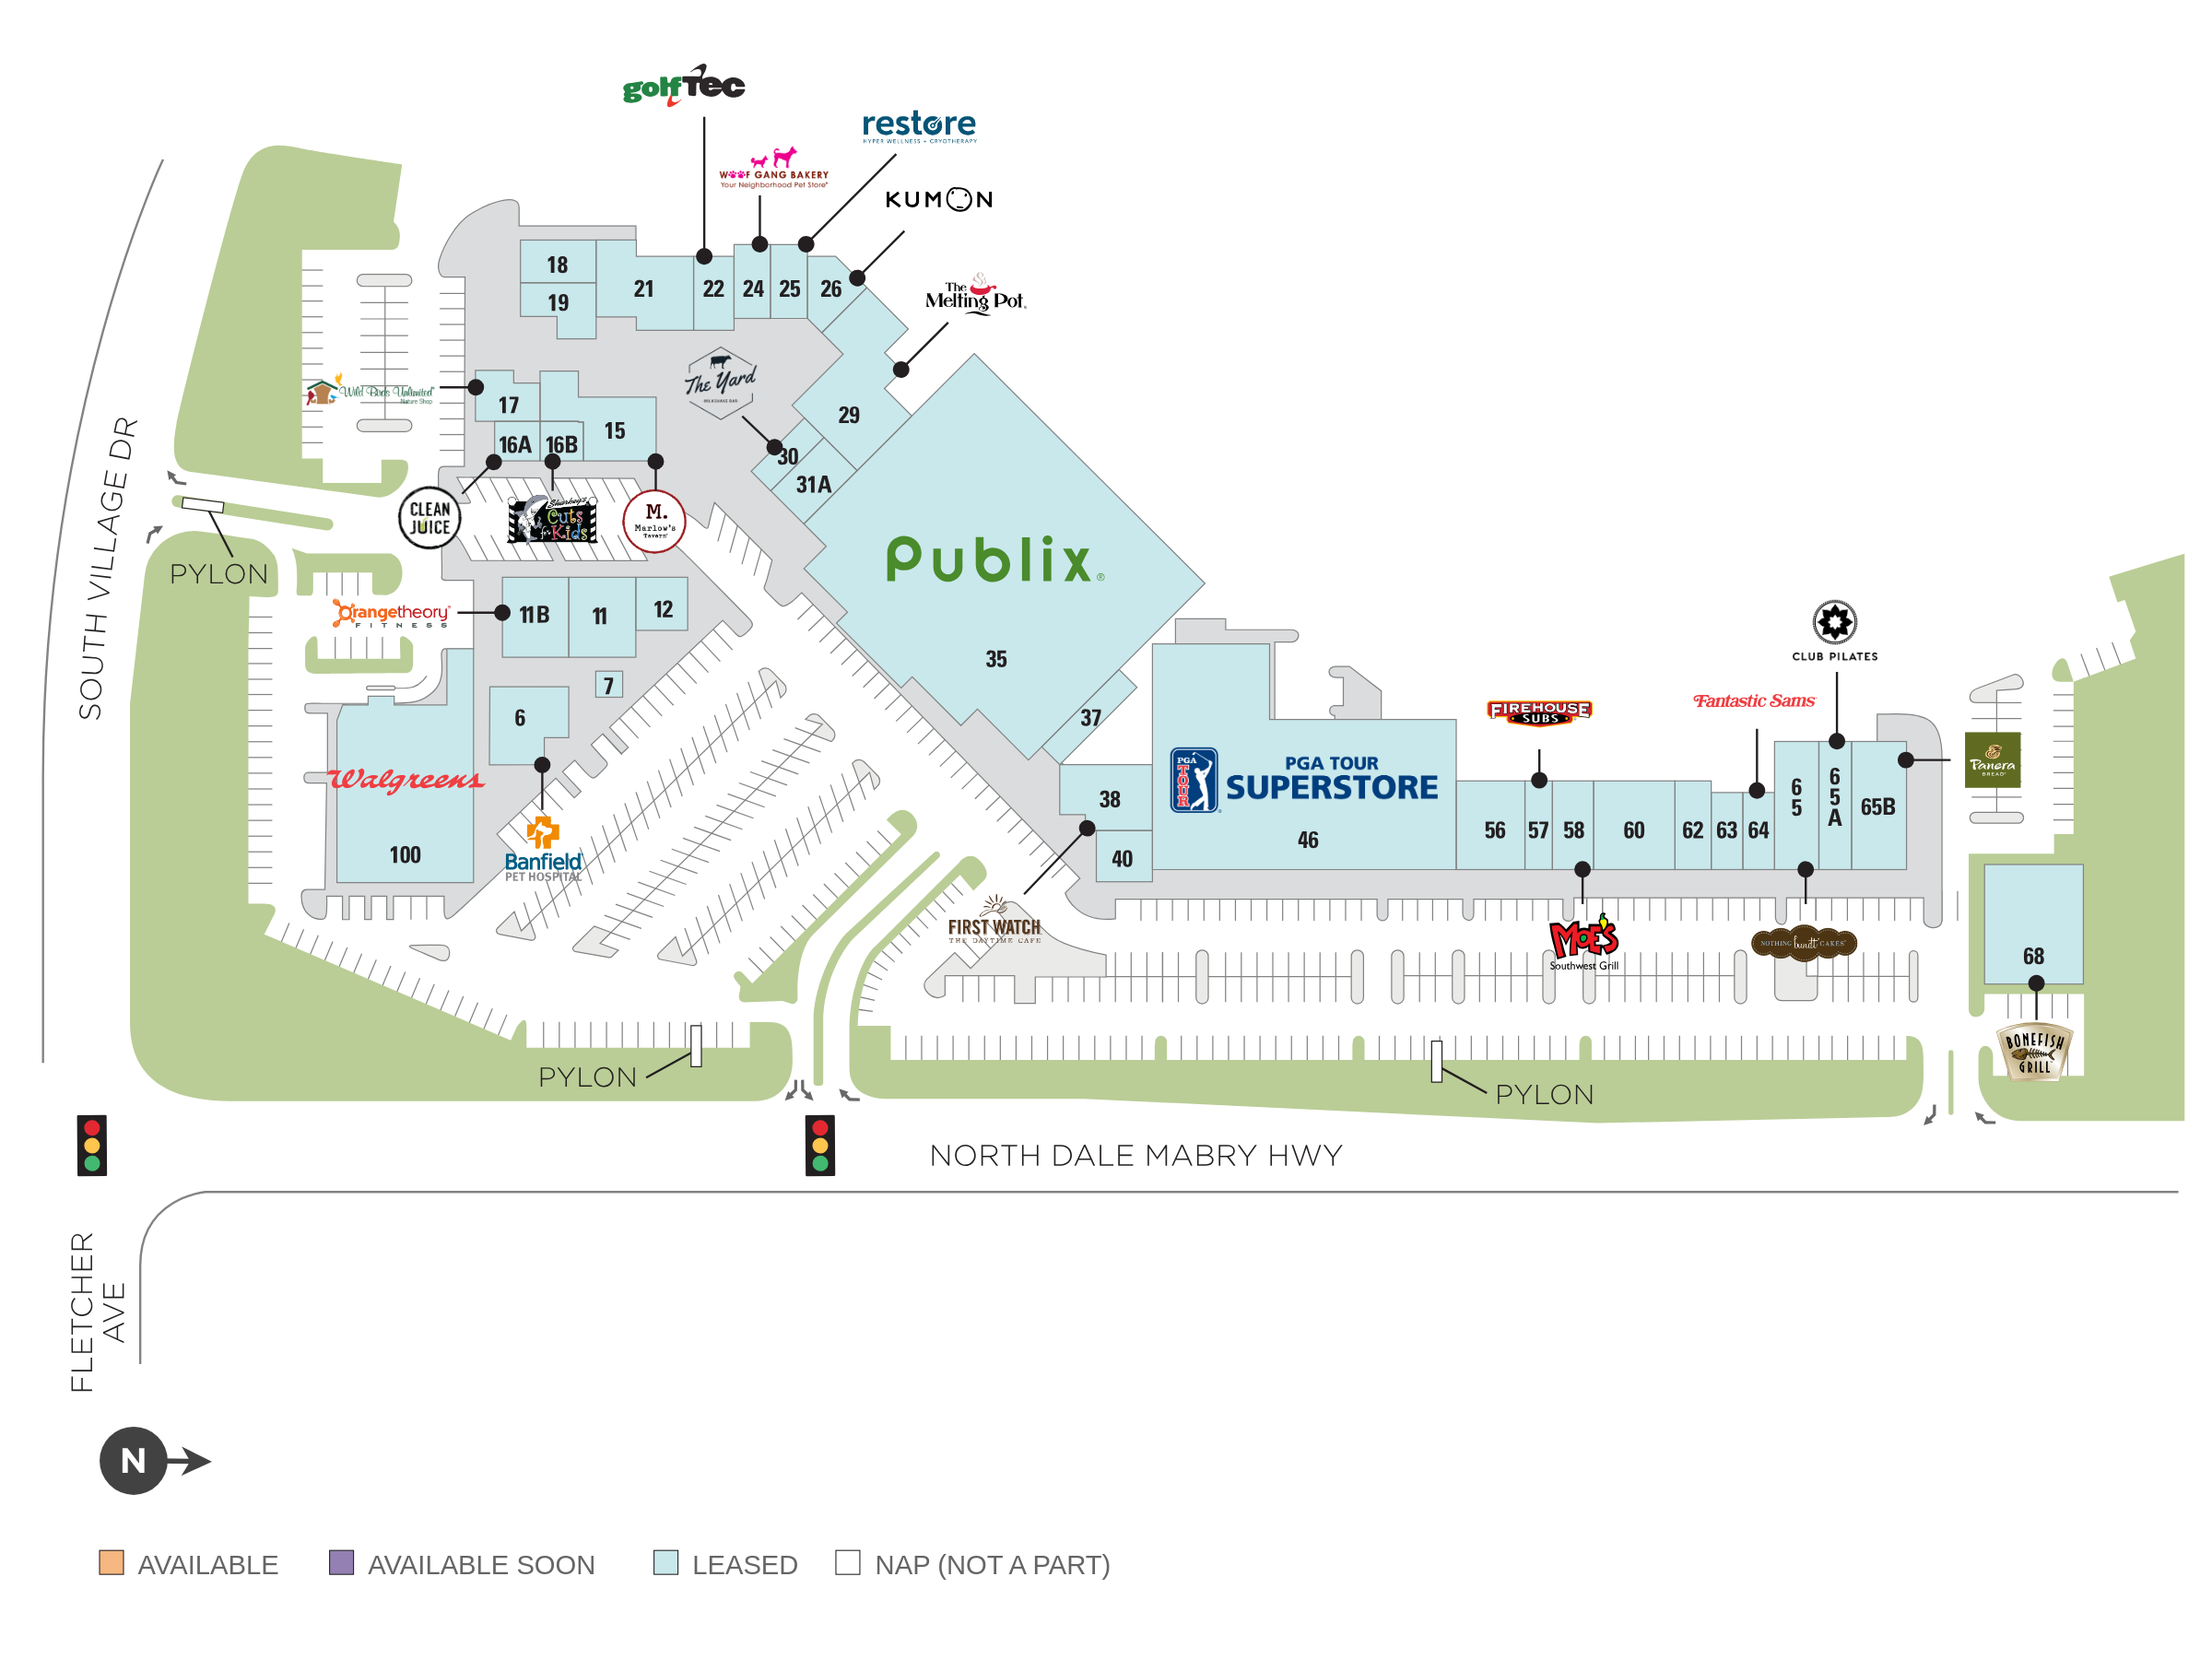 golfTEC
restore
HYPER WELLNESS + CRYOTHERAPY
WOOF GANG BAKERY
Your Neighborhood Pet Store®
KUMON
The
Melting Pot®
18
19
21
22
24
25
26
The Yard
MILKSHAKE BAR
Wild Birds Unlimited®
Nature Shop
17
16A
16B
15
29
30
31A
CLEAN
JUICE
Sharkey's
Cuts
for Kids
M.
Marlow's
Tavern
SOUTH VILLAGE DR
PYLON
Publix®
35
37
orangetheory®
FITNESS
11B
11
12
7
6
Walgreens
100
Banfield
PET HOSPITAL
38
40
PGA
TOUR
PGA TOUR
SUPERSTORE
46
FIREHOUSE
SUBS
Fantastic Sams
CLUB PILATES
56
57
58
60
62
63
64
65
65A
65B
Panera
BREAD®
FIRST WATCH
THE DAYTIME CAFE
MOE'S
Southwest Grill
NOTHING bundt CAKES
68
BONEFISH
GRILL
PYLON
PYLON
NORTH DALE MABRY HWY
FLETCHER
AVE
N
AVAILABLE
AVAILABLE SOON
LEASED
NAP (NOT A PART)